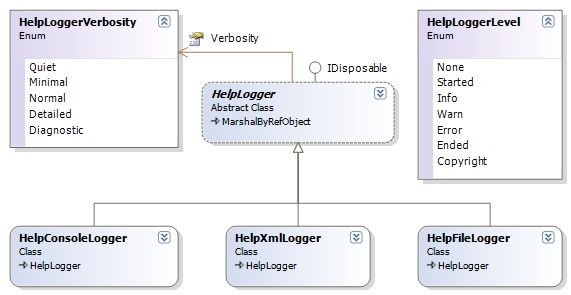 HelpLoggerVerbosity
Enum
Quiet
Minimal
Normal
Detailed
Diagnostic
Verbosity
IDisposable
HelpLogger
Abstract Class
MarshalByRefObject
HelpLoggerLevel
Enum
None
Started
Info
Warn
Error
Ended
Copyright
HelpConsoleLogger
Class
HelpLogger
HelpXmlLogger
Class
HelpLogger
HelpFileLogger
Class
HelpLogger